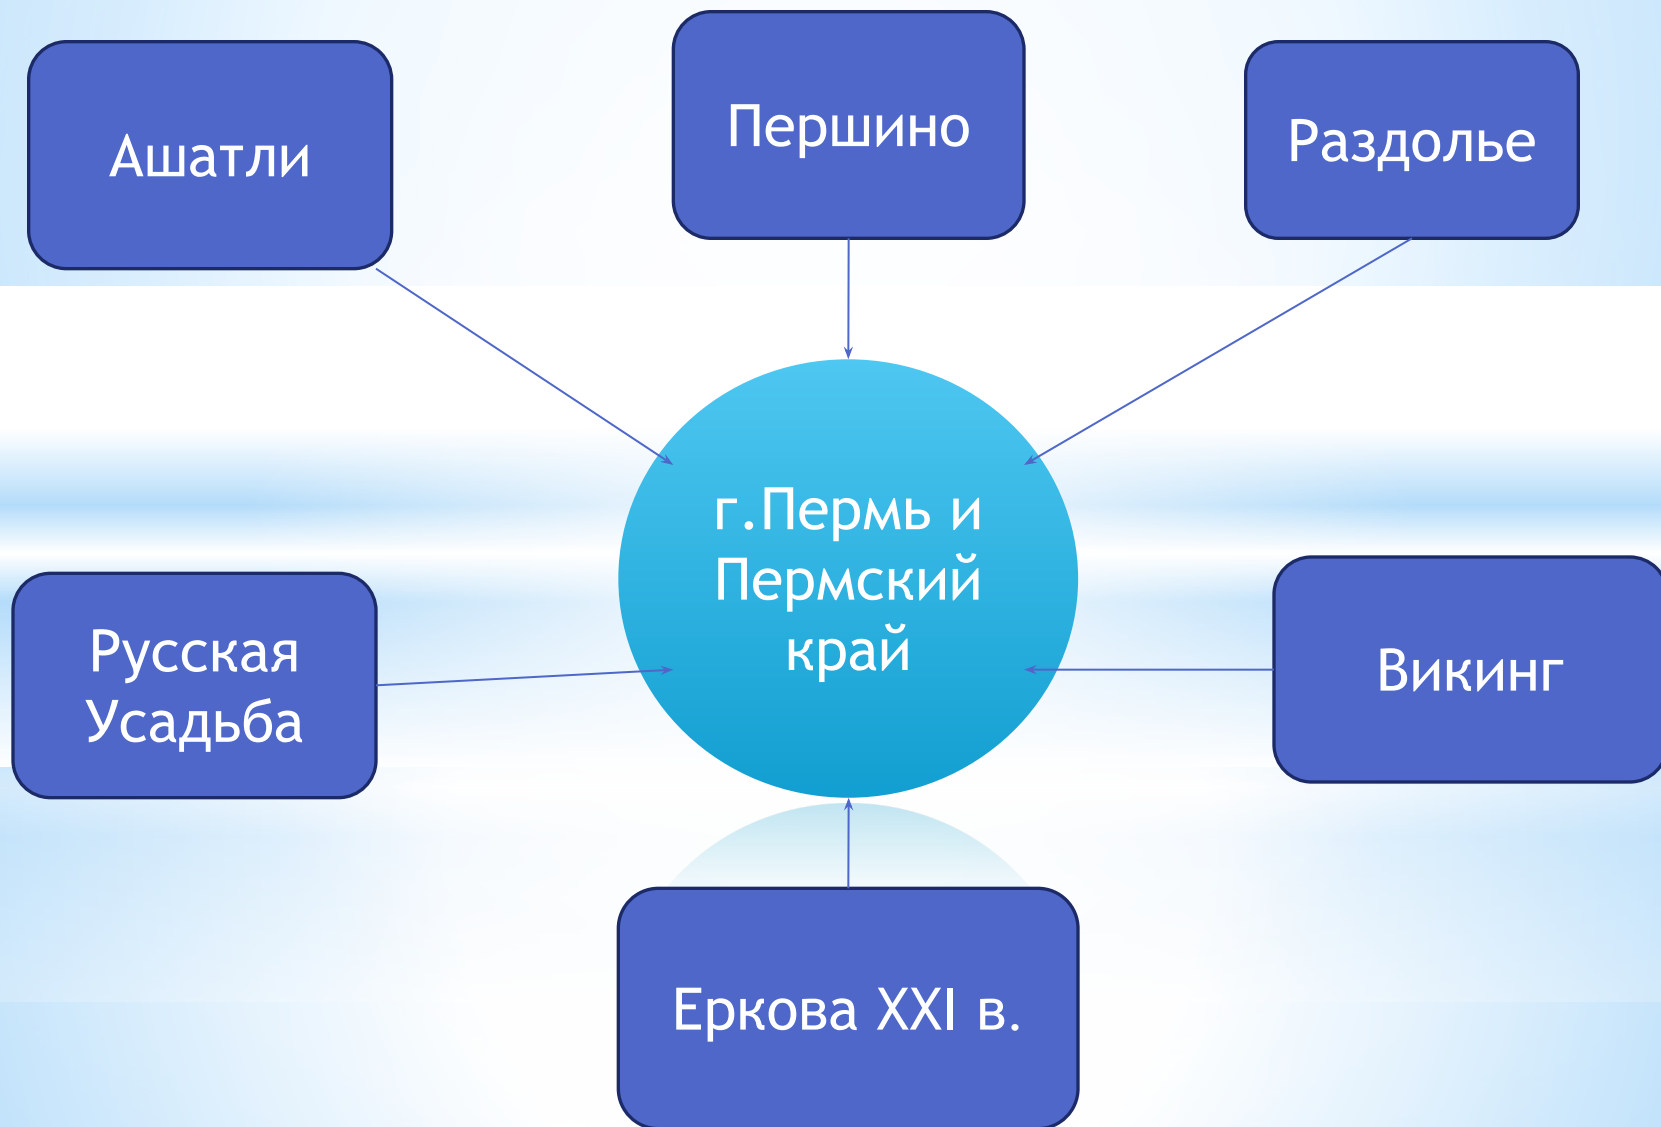 Ашатли
Першино
Раздолье
г.Пермь и
Пермский
край
Русская
Усадьба
Викинг
Еркова XXI в.